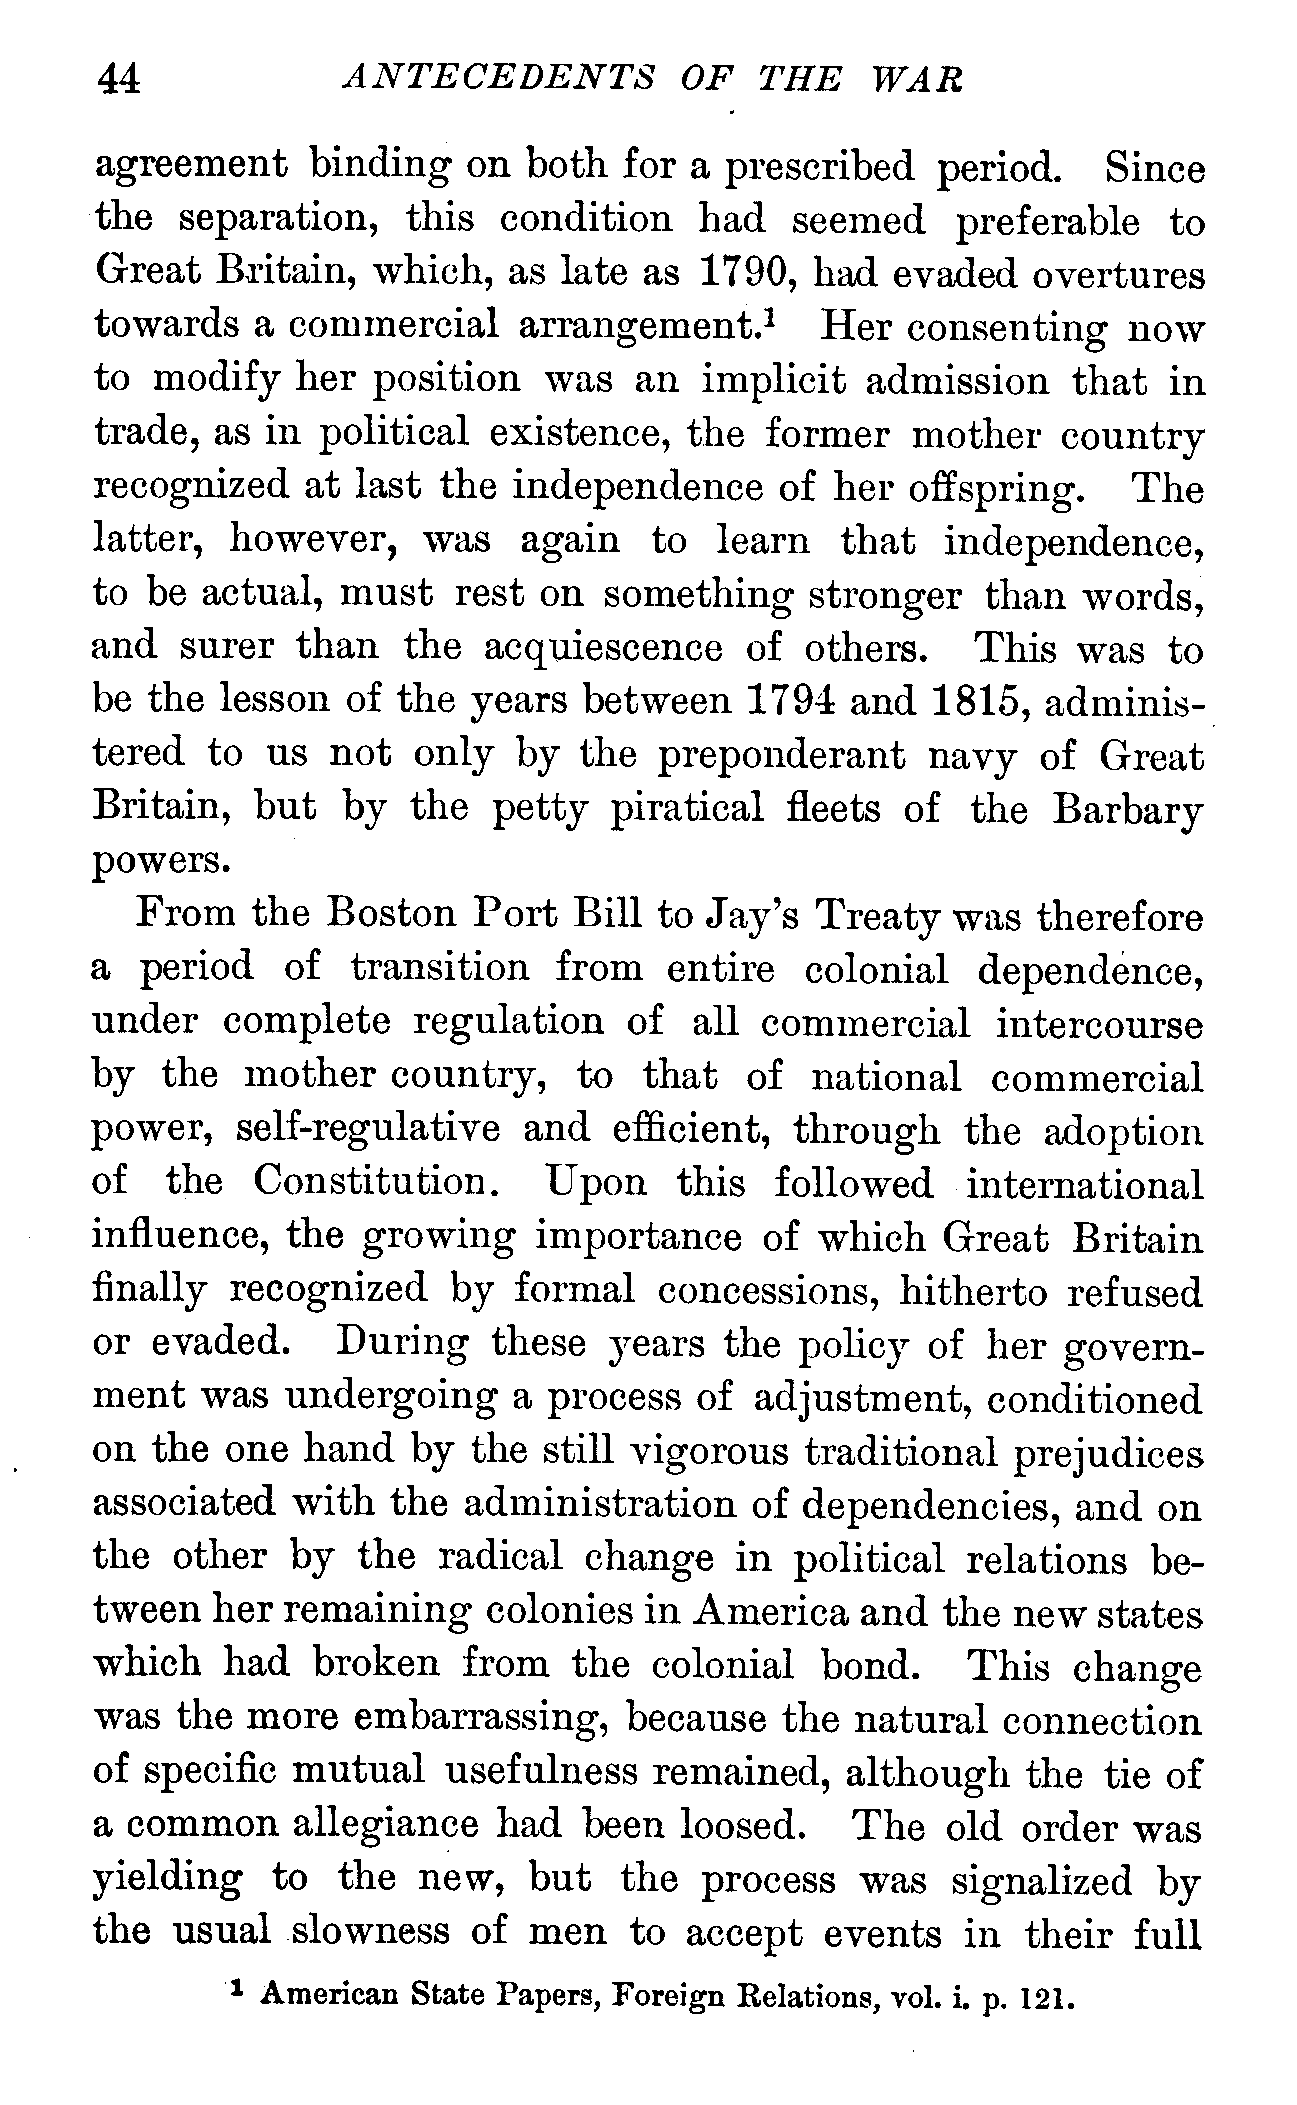 44 ANTECEDENTS OF THE WAR
agreement binding on both for a prescribed period. Since
the separation, this condition had seemed preferable to
Great Britain, which, as late as 1790, had evaded overtures
towards a commercial arrangement.¹ Her consenting now
to modify her position was an implicit admission that in
trade, as in political existence, the former mother country
recognized at last the independence of her offspring. The
latter, however, was again to learn that independence,
to be actual, must rest on something stronger than words,
and surer than the acquiescence of others. This was to
be the lesson of the years between 1794 and 1815, adminis-
tered to us not only by the preponderant navy of Great
Britain, but by the petty piratical fleets of the Barbary
powers.
From the Boston Port Bill to Jay's Treaty was therefore
a period of transition from entire colonial dependence,
under complete regulation of all commercial intercourse
by the mother country, to that of national commercial
power, self-regulative and efficient, through the adoption
of the Constitution. Upon this followed international
influence, the growing importance of which Great Britain
finally recognized by formal concessions, hitherto refused
or evaded. During these years the policy of her govern-
ment was undergoing a process of adjustment, conditioned
on the one hand by the still vigorous traditional prejudices
associated with the administration of dependencies, and on
the other by the radical change in political relations be-
tween her remaining colonies in America and the new states
which had broken from the colonial bond. This change
was the more embarrassing, because the natural connection
of specific mutual usefulness remained, although the tie of
a common allegiance had been loosed. The old order was
yielding to the new, but the process was signalized by
the usual slowness of men to accept events in their full
¹ American State Papers, Foreign Relations, vol. i. p. 121.